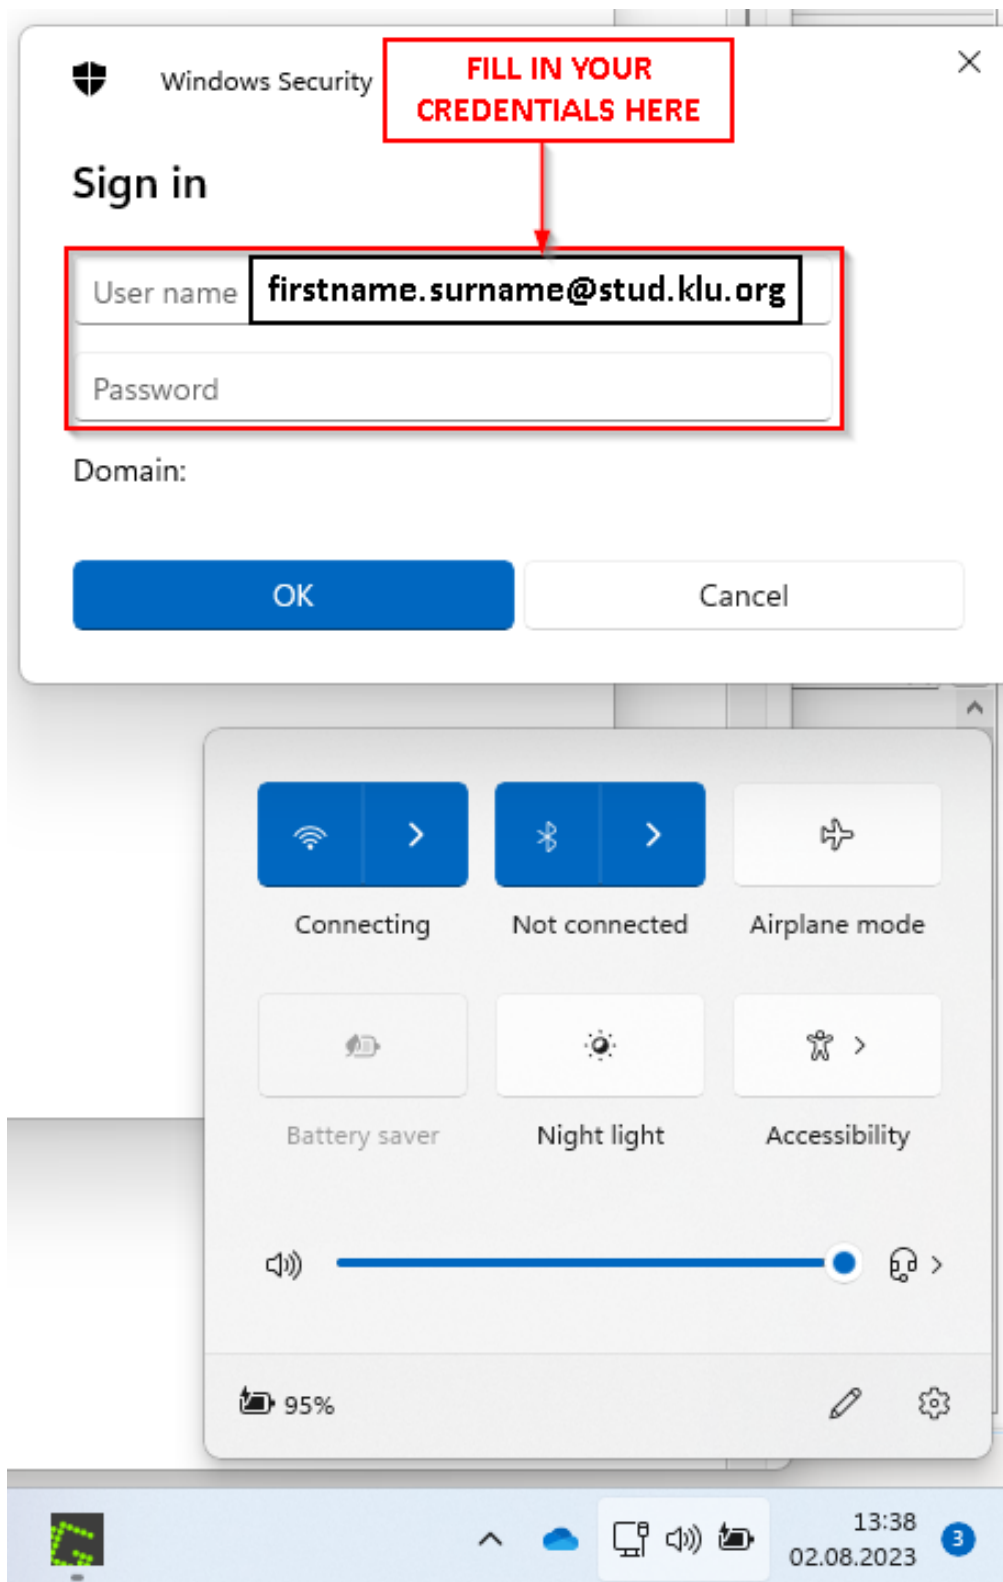 Windows Security
FILL IN YOUR
CREDENTIALS HERE
Sign in
User name firstname.surname@stud.klu.org
Password
Domain:
OK Cancel
Connecting Not connected Airplane mode
Battery saver Night light Accessibility
95%
13:38
02.08.2023
3